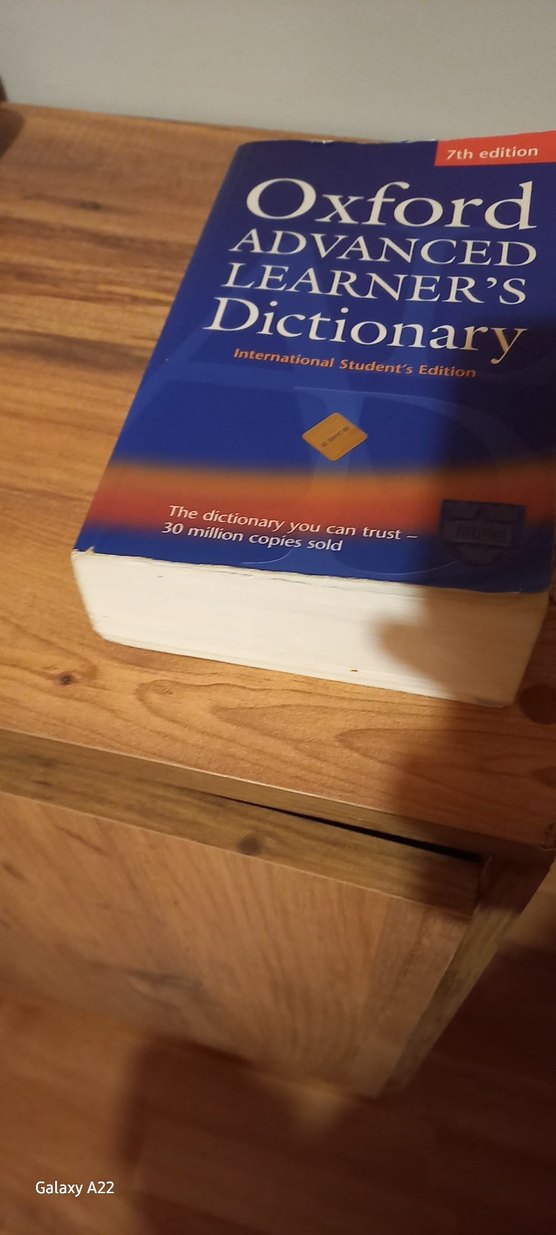 7th edition
Oxford
ADVANCED
LEARNER'S
Dictionary
International Student's Edition
The dictionary you can trust –
30 million copies sold
Galaxy A22